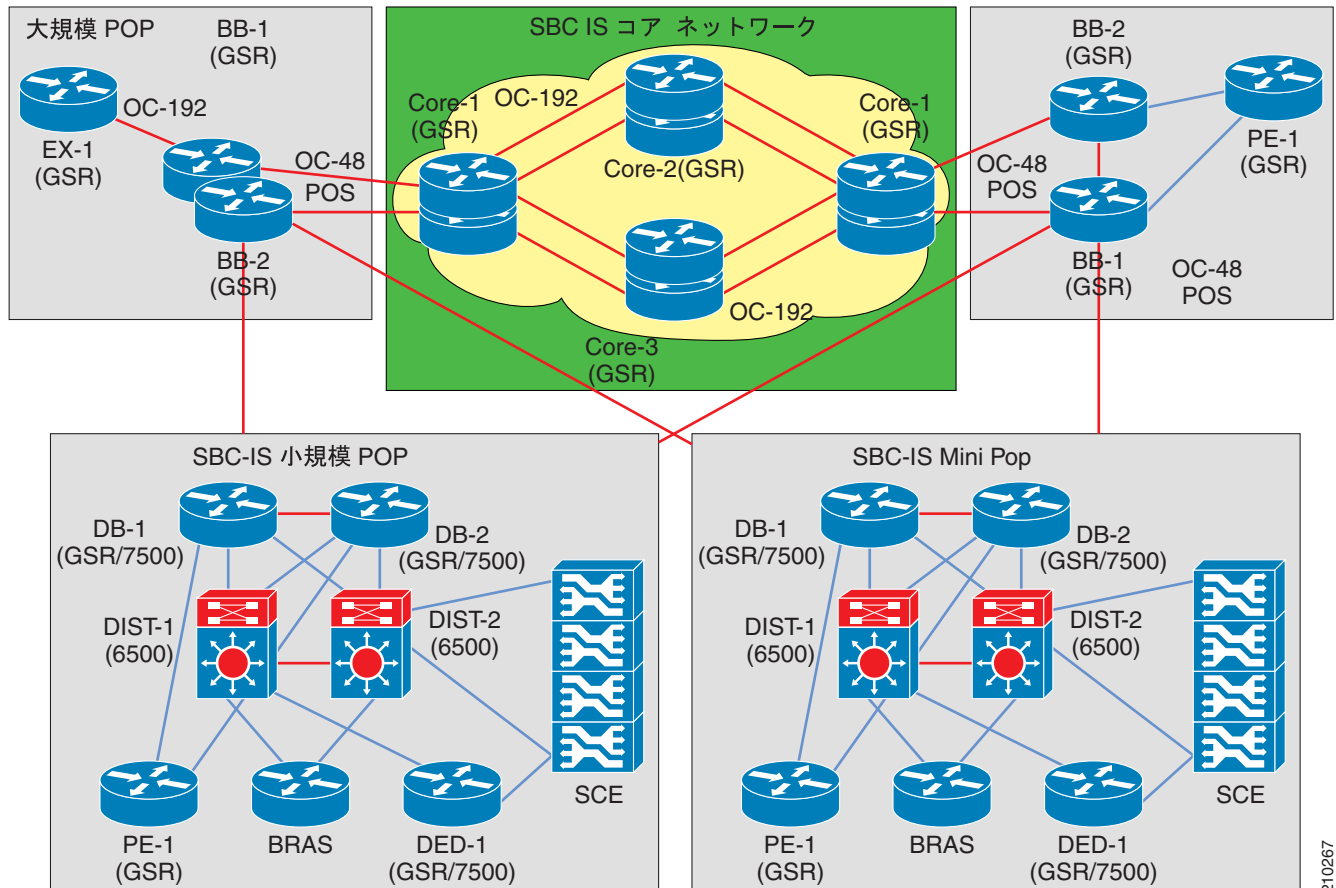 大規模 POP
BB-1
(GSR)
OC-192
EX-1
(GSR)
OC-48
POS
BB-2
(GSR)
SBC IS コア ネットワーク
Core-1
(GSR)
OC-192
Core-2(GSR)
Core-1
(GSR)
OC-192
Core-3
(GSR)
BB-2
(GSR)
PE-1
(GSR)
OC-48
POS
BB-1
(GSR)
OC-48
POS
SBC-IS 小規模 POP
DB-1
(GSR/7500)
DB-2
(GSR/7500)
DIST-1
(6500)
DIST-2
(6500)
SCE
PE-1
(GSR)
BRAS
DED-1
(GSR/7500)
SBC-IS Mini Pop
DB-1
(GSR/7500)
DB-2
(GSR/7500)
DIST-1
(6500)
DIST-2
(6500)
SCE
PE-1
(GSR)
BRAS
DED-1
(GSR/7500)
210267